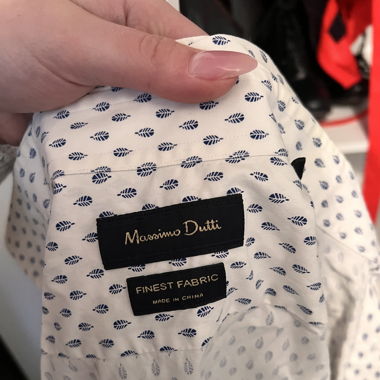 Massimo Dutti
FINEST FABRIC
MADE IN CHINA